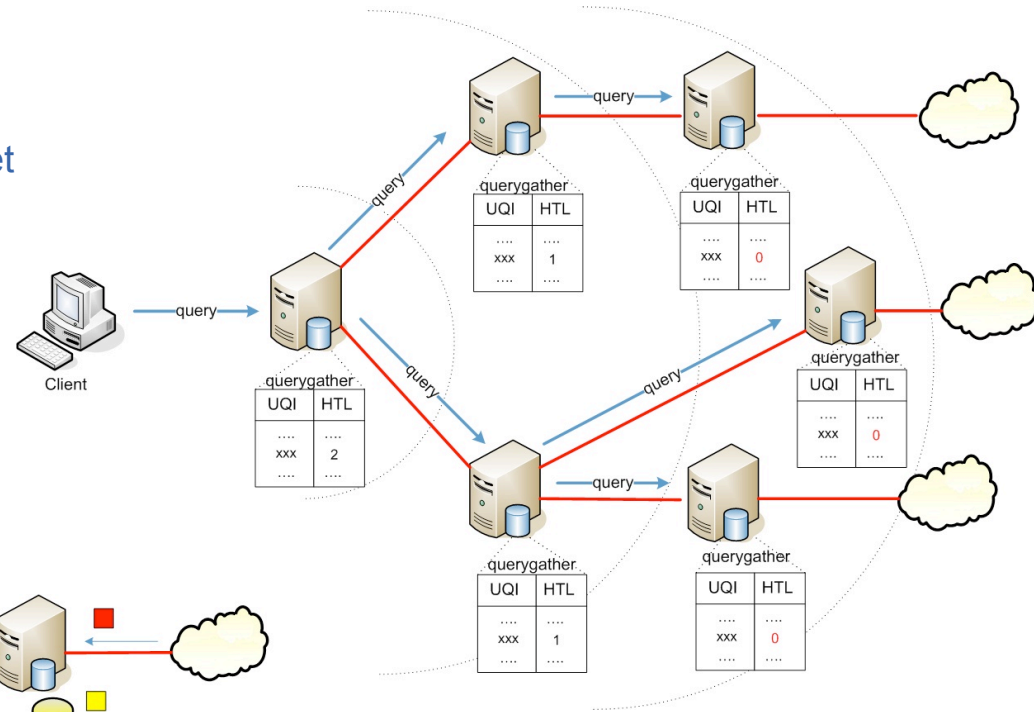 et
query
query
querygather
querygather
UQI HTL
UQI HTL
....  ....
....  ....
xxx 1
xxx 0
....  ....
....  ....
query
query
Client
querygather
UQI HTL
....  ....
xxx 2
....  ....
query
query
querygather
UQI HTL
....  ....
xxx 0
....  ....
query
querygather
UQI HTL
....  ....
xxx 1
....  ....
querygather
UQI HTL
....  ....
xxx 0
....  ....